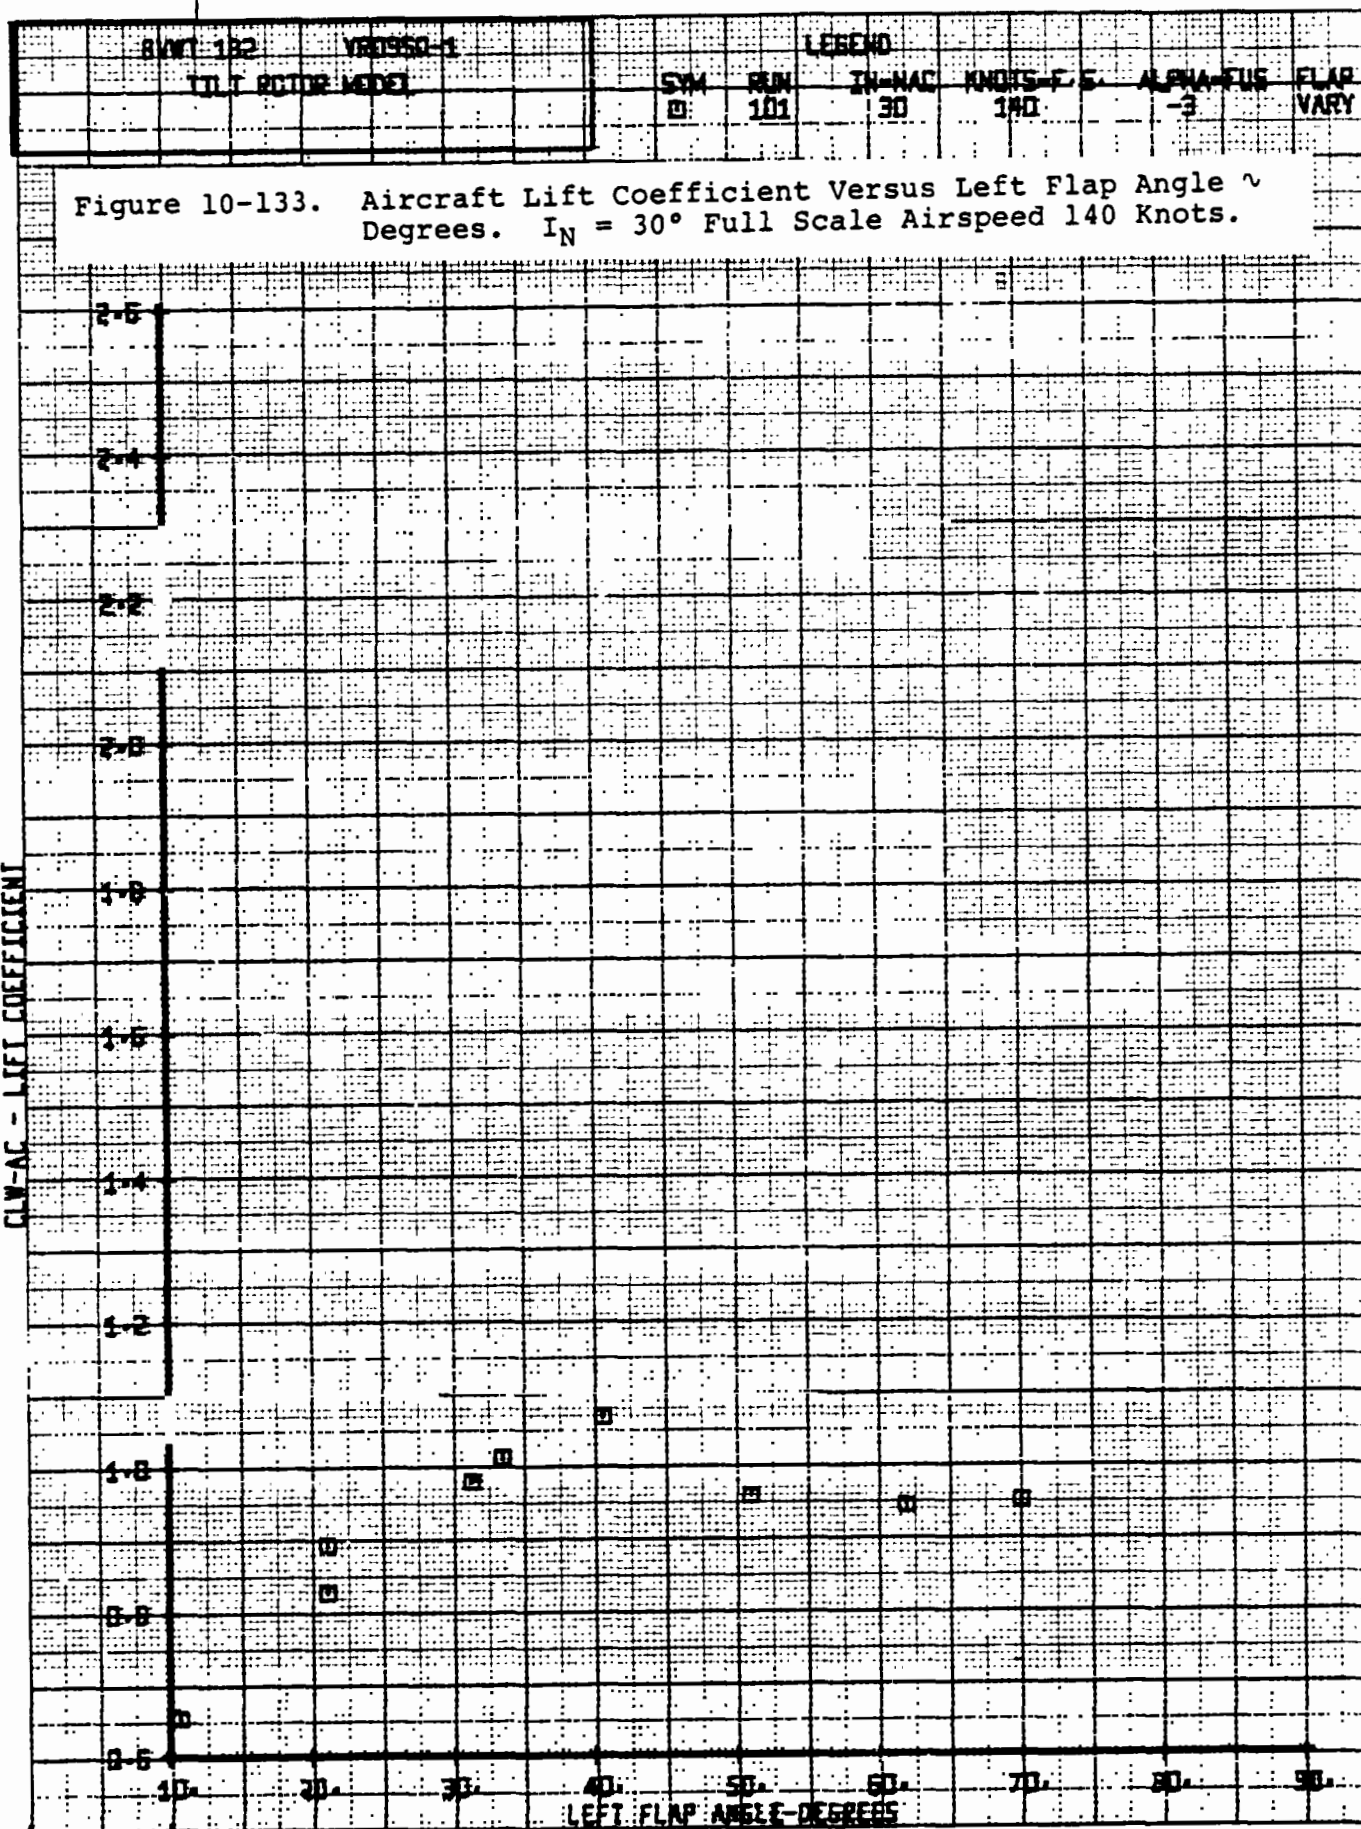 BVWT 182 VR095Q-1
TILT ROTOR MODEL
LEGEND
SYM RUN IN-NAC KNOTS-F.S. ALPHA-FUS FLAP
101 30 140 -3 VARY
Figure 10-133. Aircraft Lift Coefficient Versus Left Flap Angle ~
Degrees. I_N = 30° Full Scale Airspeed 140 Knots.
2.6
2.4
2.2
2.0
1.8
1.6
1.4
1.2
1.0
0.8
0.6
CLW-AC - LIFT COEFFICIENT
10. 20. 30. 40. 50. 60. 70. 80. 90.
LEFT FLAP ANGLE-DEGREES